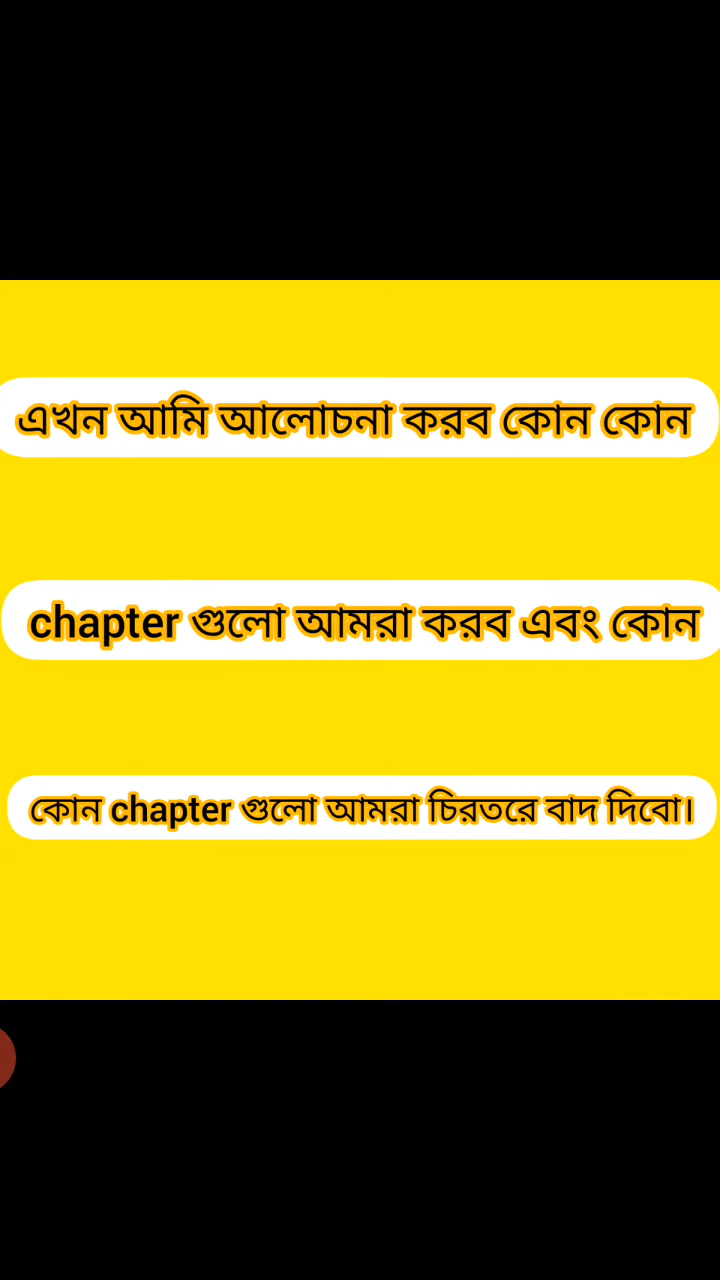 এখন আমি আলোচনা করব কোন কোন
chapter গুলো আমরা করব এবং কোন
কোন chapter গুলো আমরা চিরতরে বাদ দিবো।